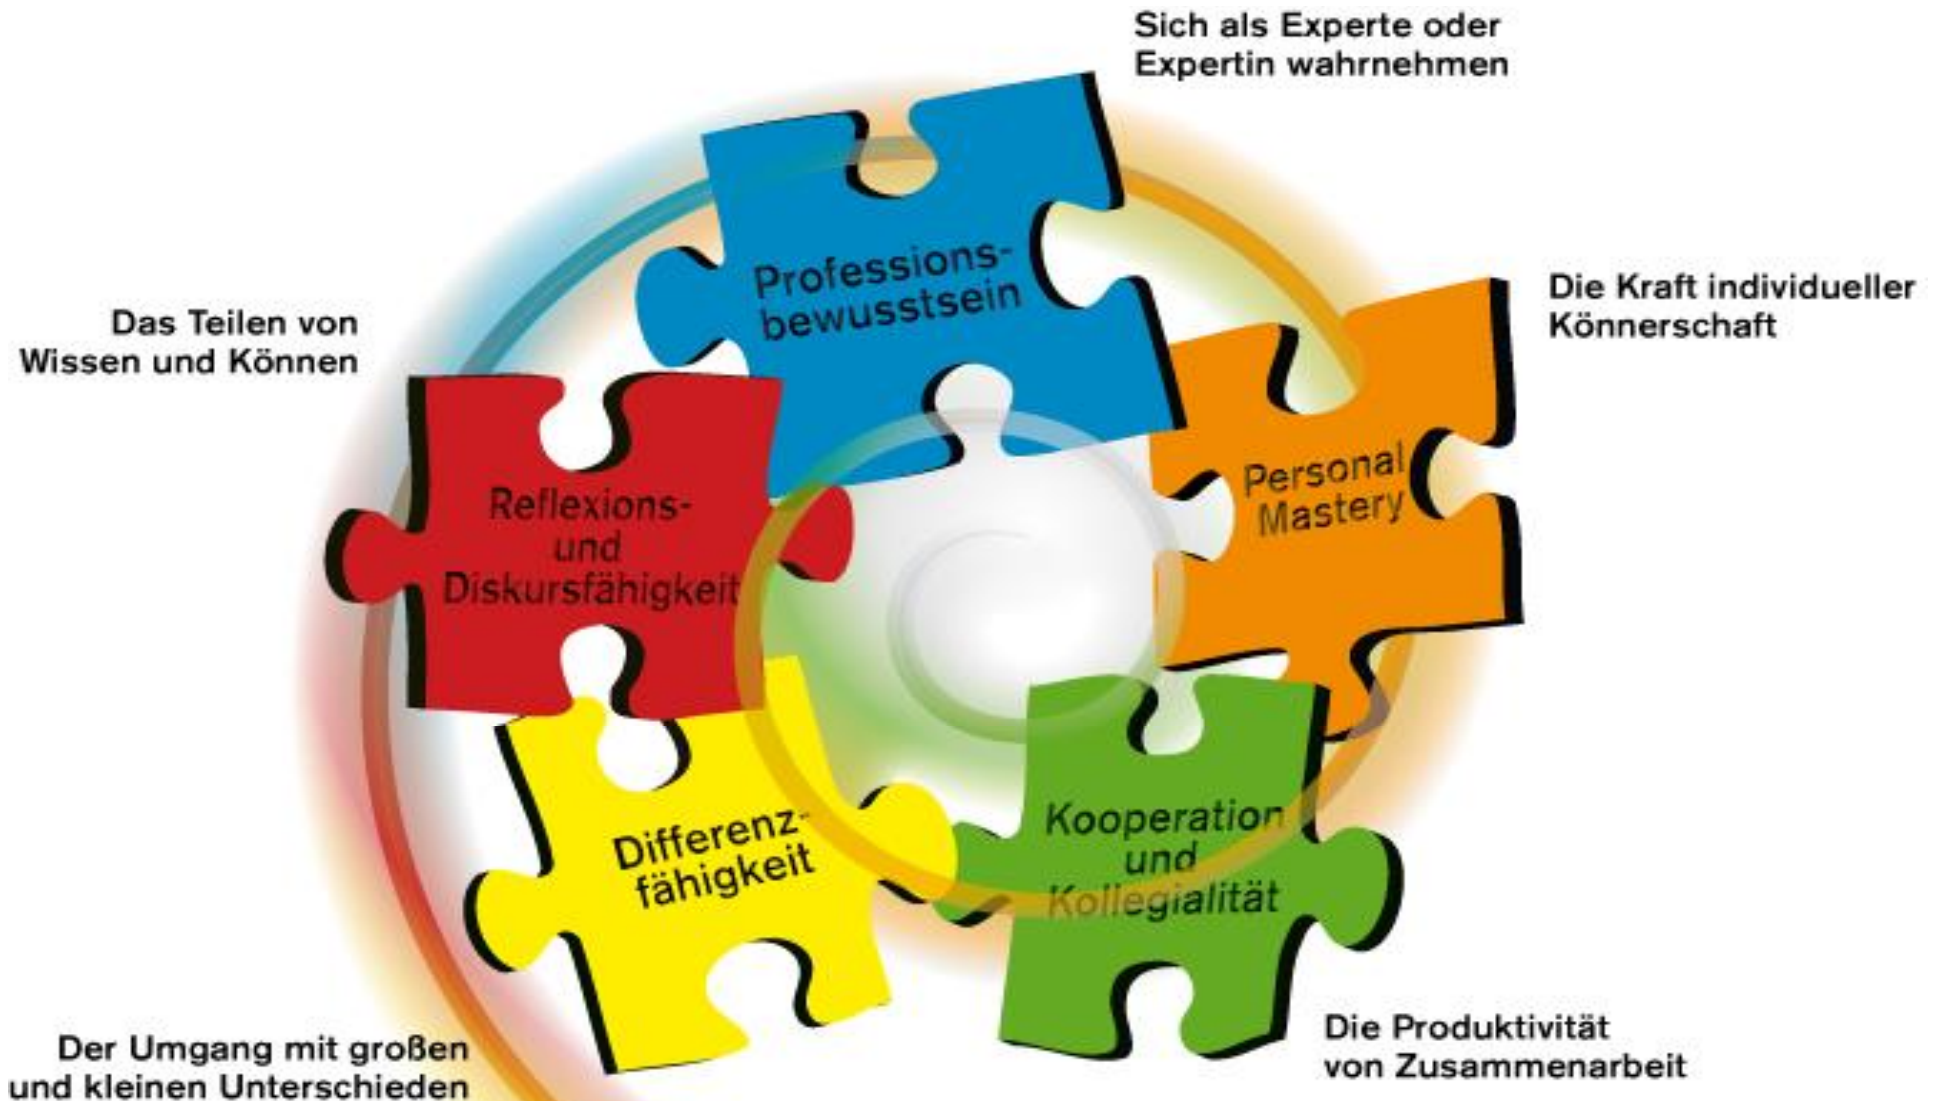 Sich als Experte oder
Expertin wahrnehmen
Professions-
bewusstsein
Die Kraft individueller
Könnerschaft
Personal
Mastery
Das Teilen von
Wissen und Können
Reflexions-
und
Diskursfähigkeit
Differenz-
fähigkeit
Kooperation
und
Kollegialität
Der Umgang mit großen
und kleinen Unterschieden
Die Produktivität
von Zusammenarbeit